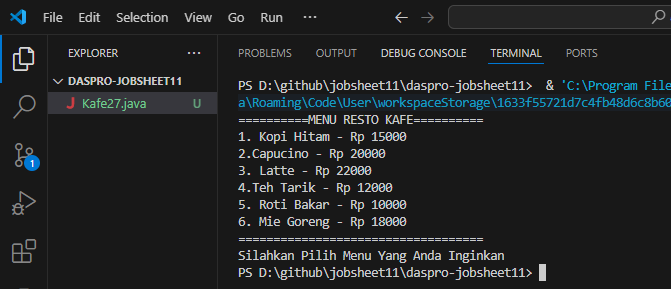 File Edit Selection View Go Run ...
EXPLORER ...
DASPRO-JOBSHEET11
J Kafe27.java U
1
PROBLEMS OUTPUT DEBUG CONSOLE TERMINAL PORTS
PS D:\github\jobsheet11\daspro-jobsheet11> & 'C:\Program File
a\Roaming\Code\User\workspaceStorage\1633f55721d7c4fb48d6c8b60
==========MENU RESTO KAFE==========
1. Kopi Hitam - Rp 15000
2.Capucino - Rp 20000
3. Latte - Rp 22000
4.Teh Tarik - Rp 12000
5. Roti Bakar - Rp 10000
6. Mie Goreng - Rp 18000
===================================
Silahkan Pilih Menu Yang Anda Inginkan
PS D:\github\jobsheet11\daspro-jobsheet11>